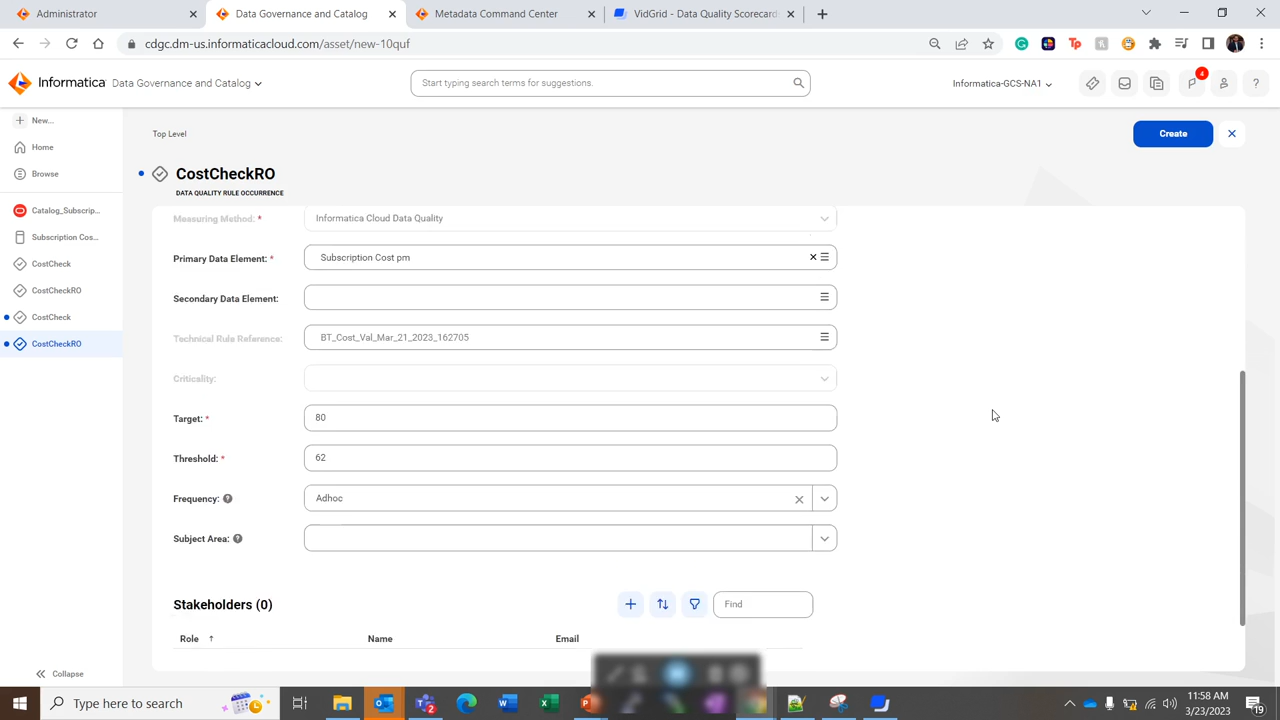 Administrator
Data Governance and Catalog
Metadata Command Center
VidGrid - Data Quality Scorecard
cdgc.dm-us.informaticacloud.com/asset/new-10quf
Informatica Data Governance and Catalog
Start typing search terms for suggestions.
Informatica-GCS-NA1
4
New...
Home
Browse
Catalog_Subscrip...
Subscription Cos...
CostCheck
CostCheckRO
CostCheck
CostCheckRO
Collapse
Top Level
Create
CostCheckRO
DATA QUALITY RULE OCCURRENCE
Measuring Method: * Informatica Cloud Data Quality
Primary Data Element: * Subscription Cost pm
Secondary Data Element:
Technical Rule Reference: BT_Cost_Val_Mar_21_2023_162705
Criticality:
Target: * 80
Threshold: * 62
Frequency: Adhoc
Subject Area:
Stakeholders (0)
Find
Role Name Email
Type here to search
11:58 AM
3/23/2023
19